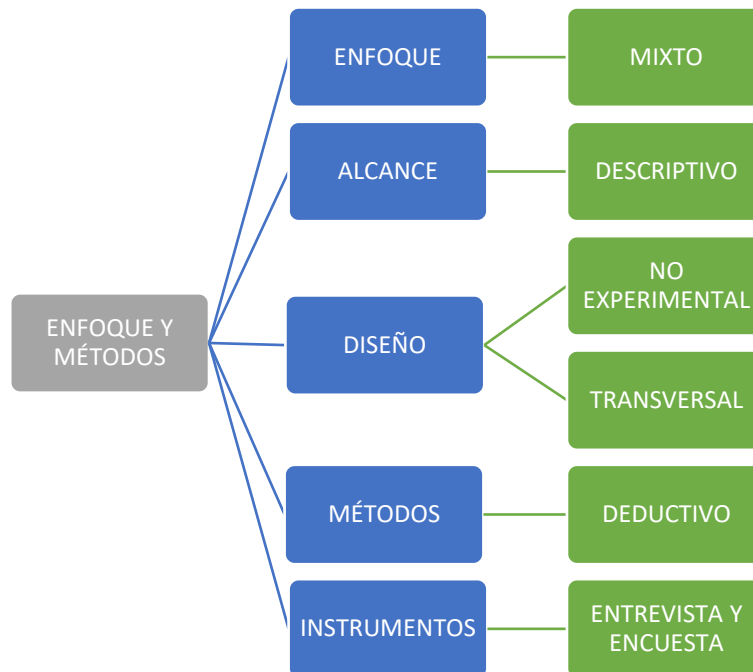 ENFOQUE Y
MÉTODOS
ENFOQUE
MIXTO
ALCANCE
DESCRIPTIVO
DISEÑO
NO
EXPERIMENTAL
TRANSVERSAL
MÉTODOS
DEDUCTIVO
INSTRUMENTOS
ENTREVISTA Y
ENCUESTA